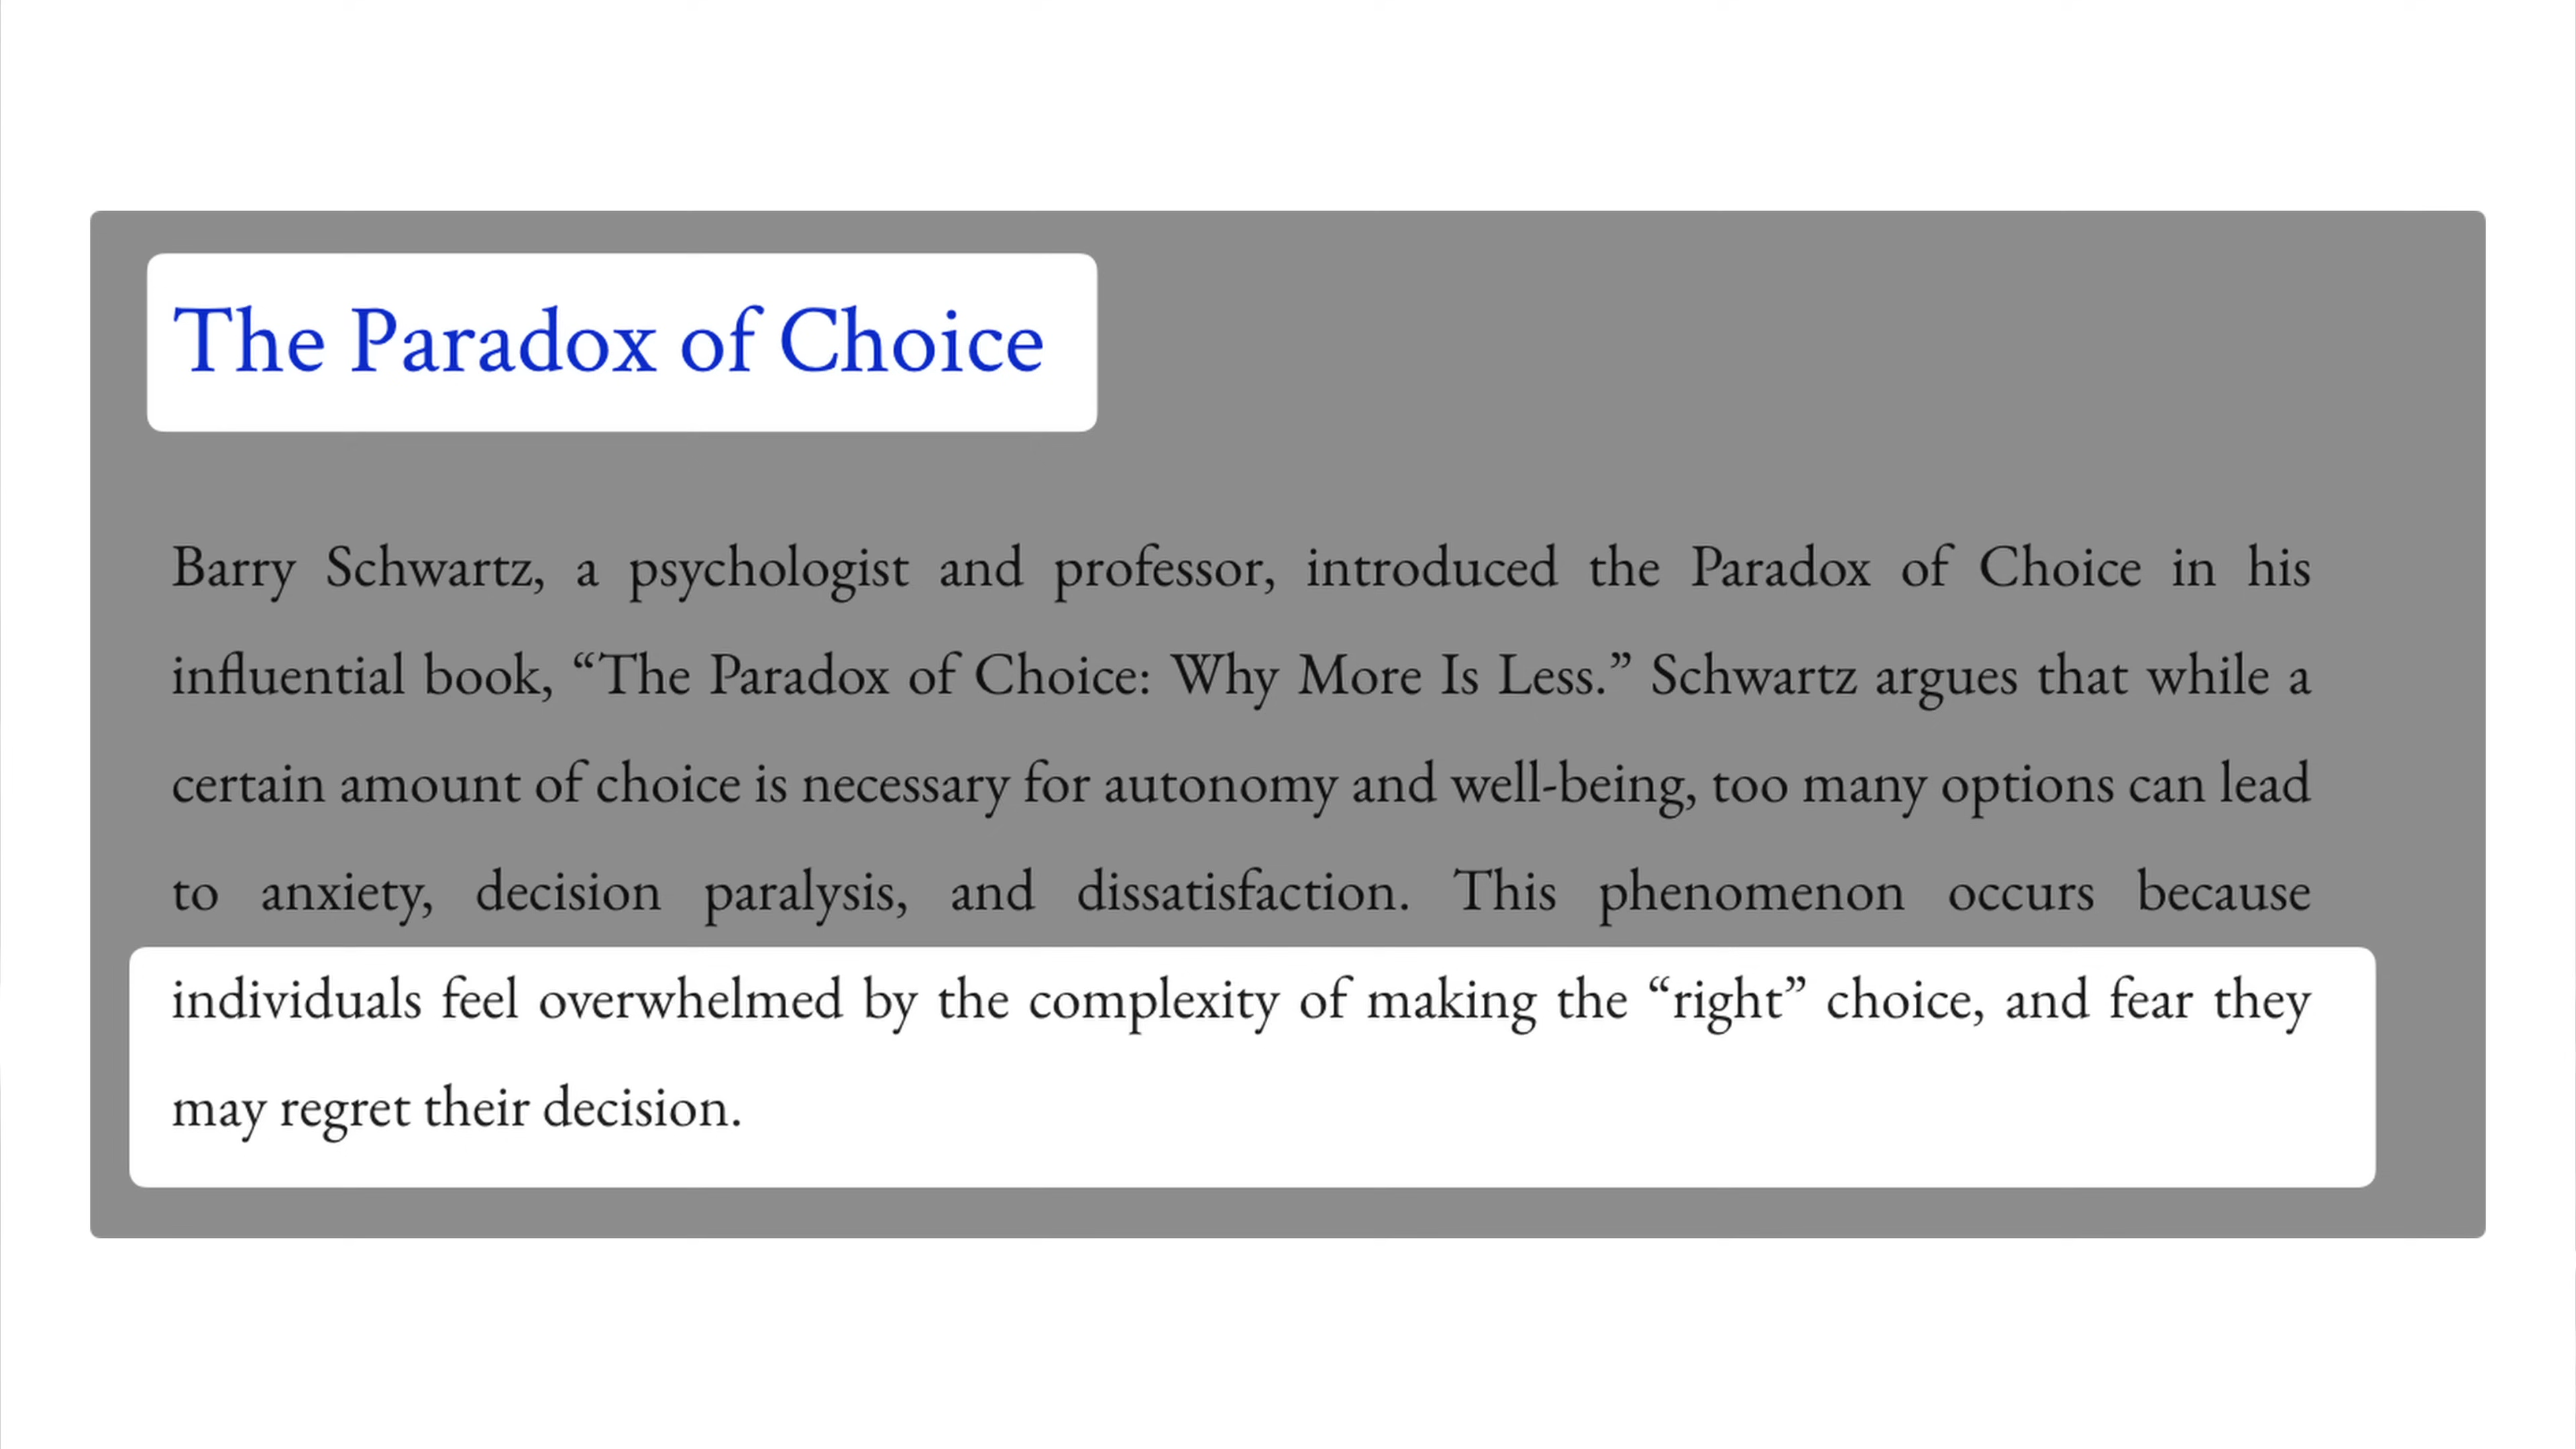 The Paradox of Choice
Barry Schwartz, a psychologist and professor, introduced the Paradox of Choice in his
influential book, “The Paradox of Choice: Why More Is Less.” Schwartz argues that while a
certain amount of choice is necessary for autonomy and well-being, too many options can lead
to anxiety, decision paralysis, and dissatisfaction. This phenomenon occurs because
individuals feel overwhelmed by the complexity of making the “right” choice, and fear they
may regret their decision.